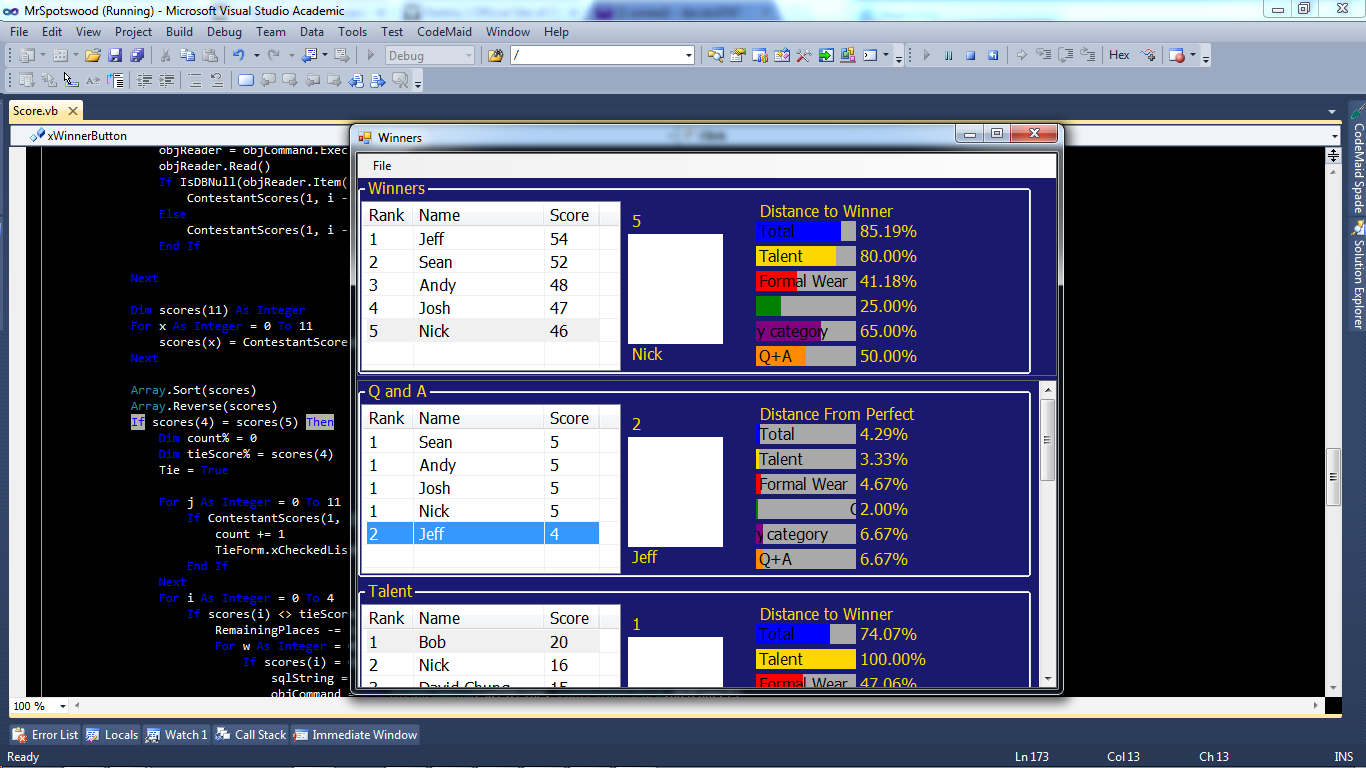 MrSpotswood (Running) - Microsoft Visual Studio Academic
File Edit View Project Build Debug Team Data Tools Test CodeMaid Window Help
Debug /
Hex
Score.vb
xWinnerButton
objReader = objCommand.Exec
objReader.Read()
If IsDBNull(objReader.Item(
ContestantScores(1, i -
Else
ContestantScores(1, i -
End If
Next
Dim scores(11) As Integer
For x As Integer = 0 To 11
scores(x) = ContestantScore
Next
Array.Sort(scores)
Array.Reverse(scores)
If scores(4) = scores(5) Then
Dim count% = 0
Dim tieScore% = scores(4)
Tie = True
For j As Integer = 0 To 11
If ContestantScores(1,
count += 1
TieForm.xCheckedLis
End If
Next
For i As Integer = 0 To 4
If scores(i) <> tieScor
RemainingPlaces -=
For w As Integer =
If scores(i) =
sqlString =
objCommand =
Winners
File
Winners
Rank Name Score
1 Jeff 54
2 Sean 52
3 Andy 48
4 Josh 47
5 Nick 46
5
Nick
Distance to Winner
Total 85.19%
Talent 80.00%
Formal Wear 41.18%
25.00%
y category 65.00%
Q+A 50.00%
Q and A
Rank Name Score
1 Sean 5
1 Andy 5
1 Josh 5
1 Nick 5
2 Jeff 4
2
Jeff
Distance From Perfect
Total 4.29%
Talent 3.33%
Formal Wear 4.67%
2.00%
y category 6.67%
Q+A 6.67%
Talent
Rank Name Score
1 Bob 20
2 Nick 16
David Chung 15
1
Distance to Winner
Total 74.07%
Talent 100.00%
Formal Wear 47.06%
CodeMaid Spade
Solution Explorer
100 %
Error List Locals Watch 1 Call Stack Immediate Window
Ready Ln 173 Col 13 Ch 13 INS